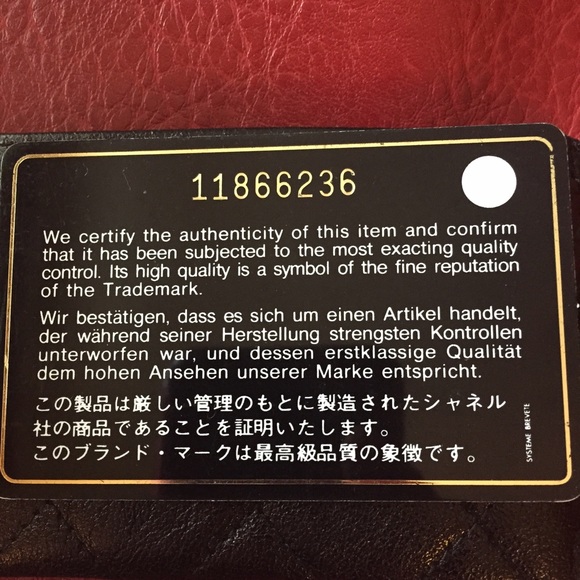 11866236
We certify the authenticity of this item and confirm
that it has been subjected to the most exacting quality
control. Its high quality is a symbol of the fine reputation
of the Trademark.
Wir bestätigen, dass es sich um einen Artikel handelt,
der während seiner Herstellung strengsten Kontrollen
unterworfen war, und dessen erstklassige Qualität
dem hohen Ansehen unserer Marke entspricht.
この製品は厳しい管理のもとに製造されたシャネル
社の商品であることを証明いたします。
このブランド・マークは最高級品質の象徴です。
SYSTEME BREVETE